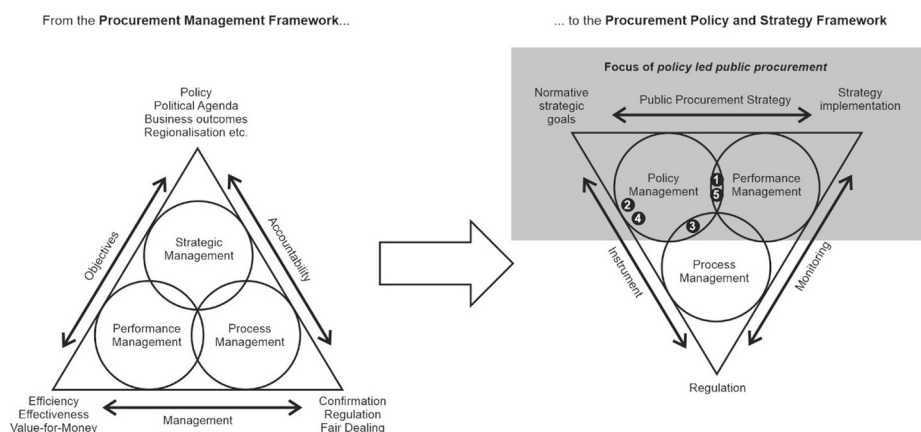 From the Procurement Management Framework...
Policy
Political Agenda
Business outcomes
Regionalisation etc.
Objectives
Accountability
Strategic
Management
Performance
Management
Process
Management
Efficiency
Effectiveness
Value-for-Money
Management
Confirmation
Regulation
Fair Dealing
... to the Procurement Policy and Strategy Framework
Focus of policy led public procurement
Normative
strategic
goals
Public Procurement Strategy
Strategy
implementation
Policy
Management
1
5
Performance
Management
2
4
3
Process
Management
Instrument
Monitoring
Regulation